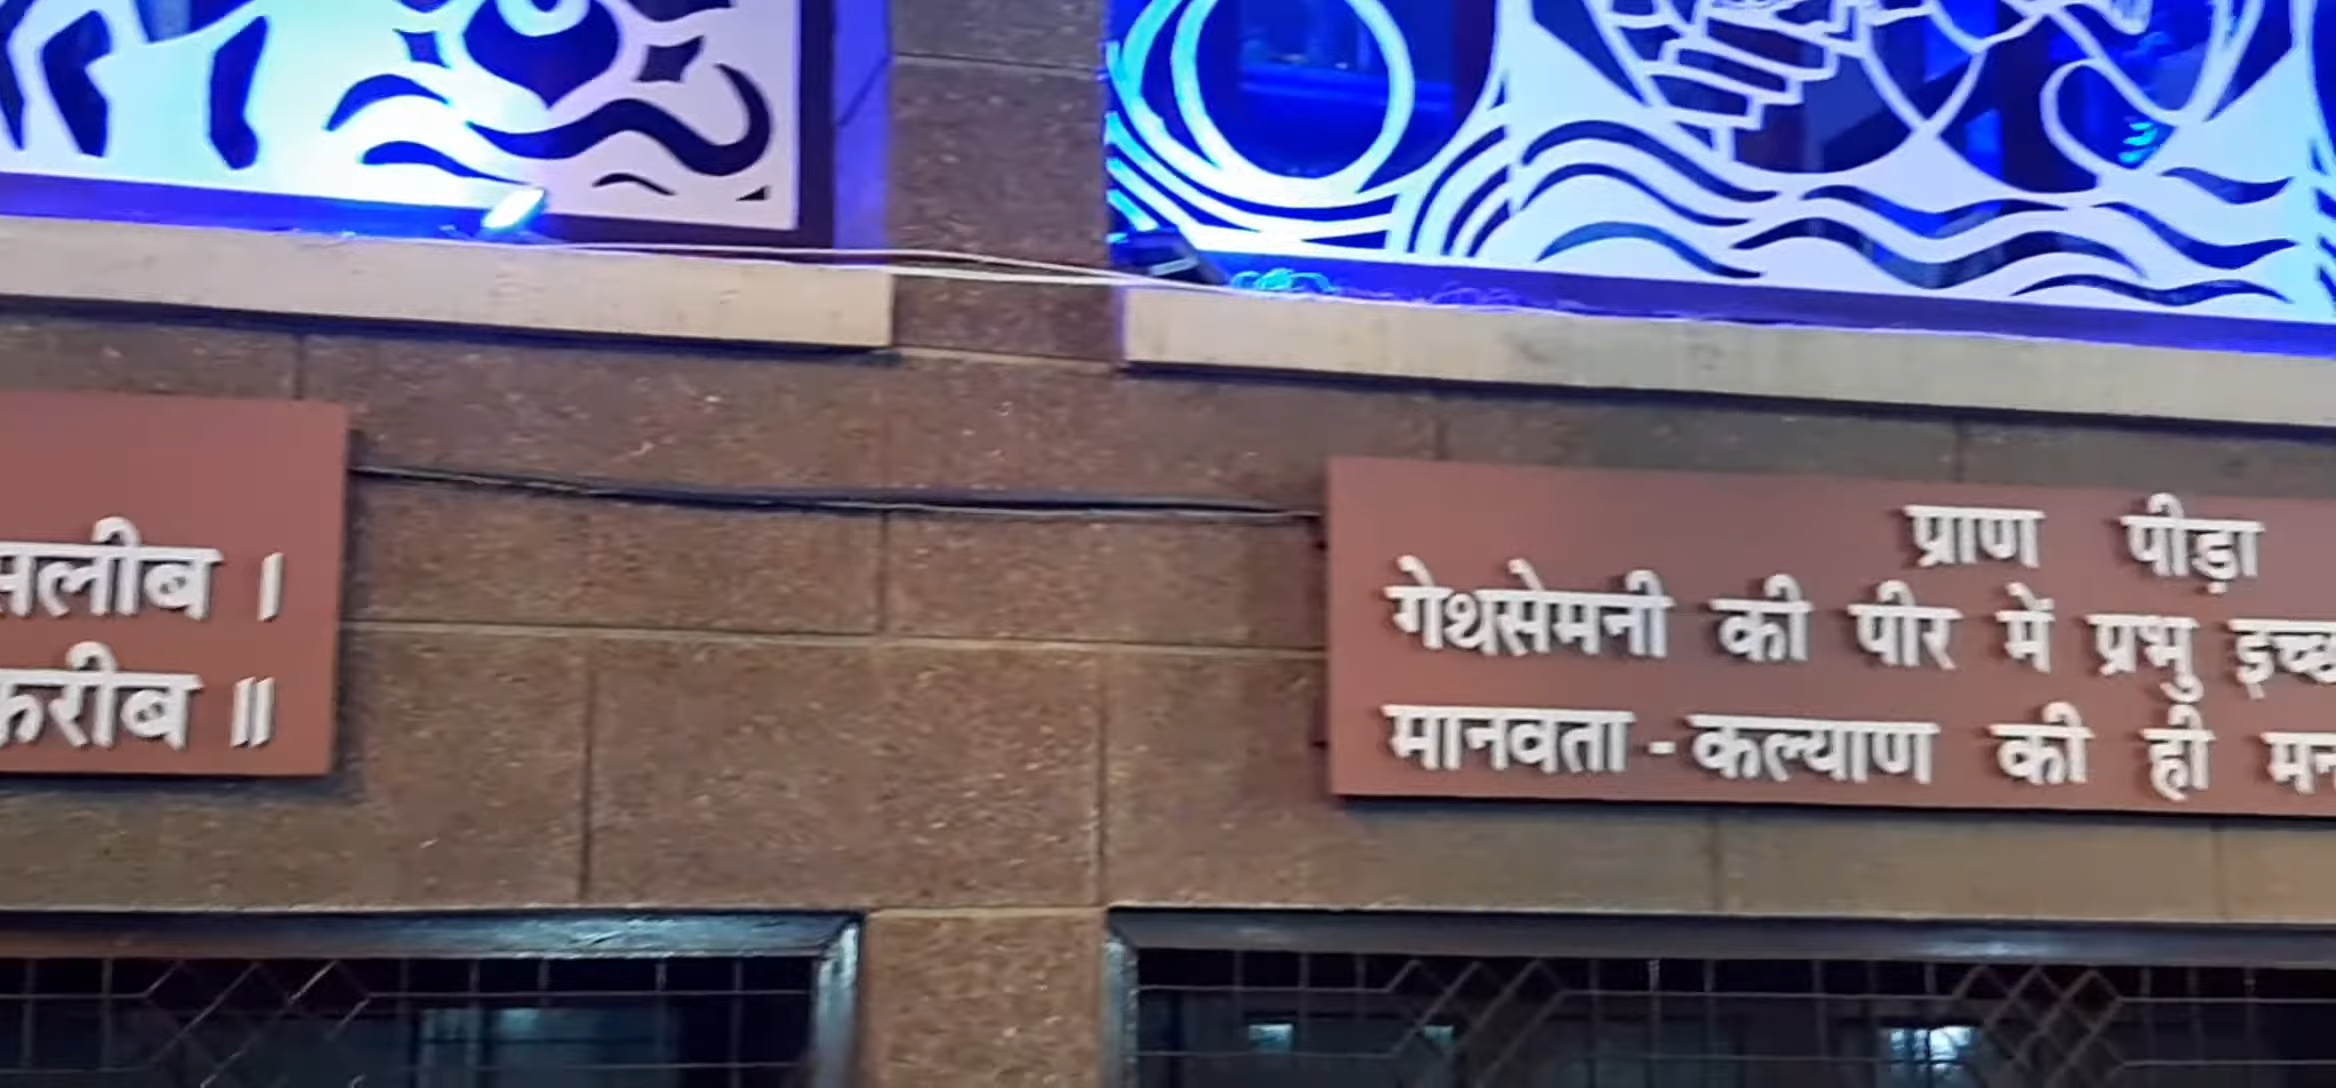 सलीब ।
करीब ॥
प्राण पीड़ा
गेथसेमनी की पीर में प्रभु
मानवता-कल्याण की ही